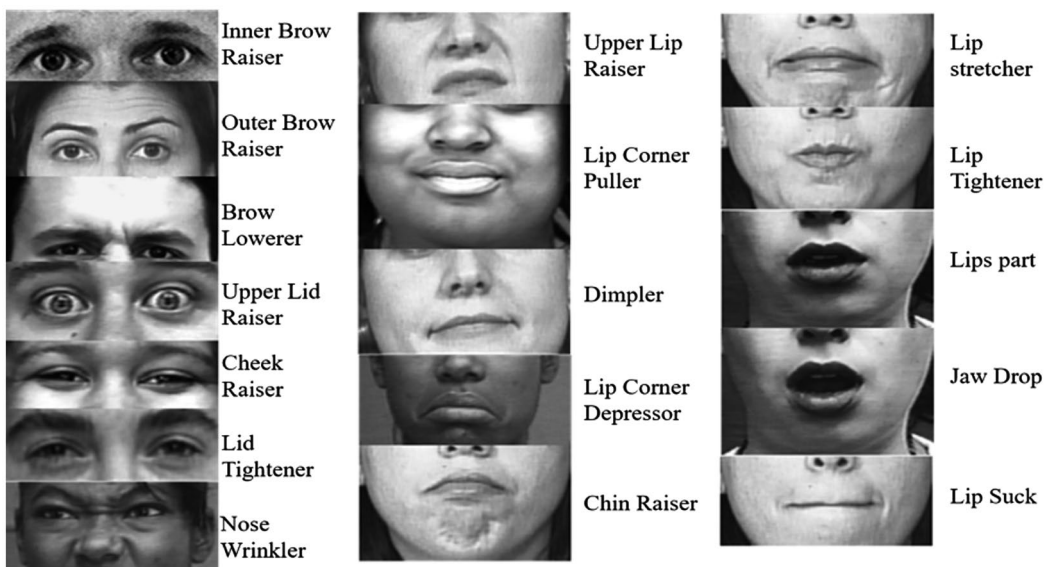 Inner Brow
Raiser
Outer Brow
Raiser
Brow
Lowerer
Upper Lid
Raiser
Cheek
Raiser
Lid
Tightener
Nose
Wrinkler
Upper Lip
Raiser
Lip Corner
Puller
Dimpler
Lip Corner
Depressor
Chin Raiser
Lip
stretcher
Lip
Tightener
Lips part
Jaw Drop
Lip Suck